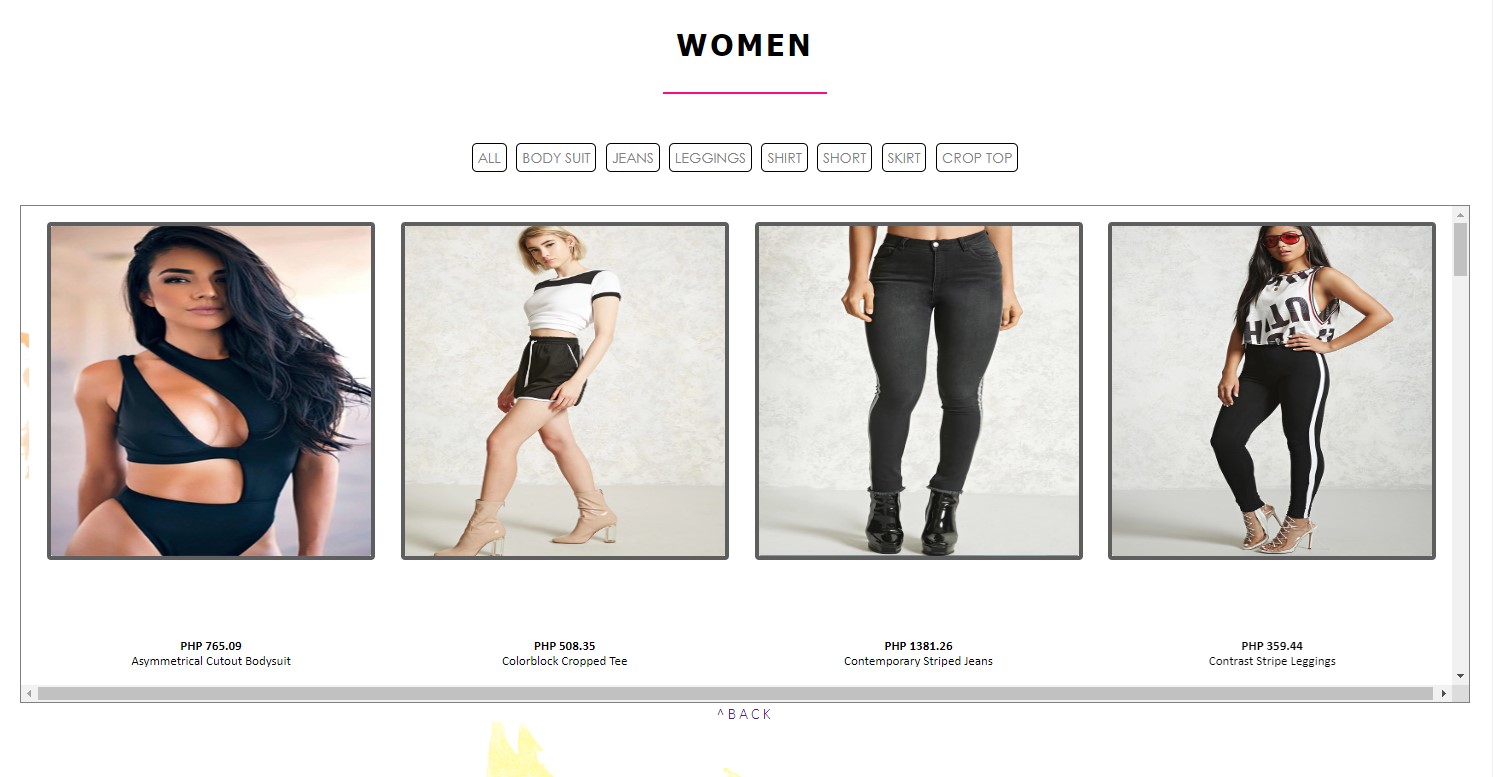 WOMEN
ALL BODY SUIT JEANS LEGGINGS SHIRT SHORT SKIRT CROP TOP
PHP 765.09 PHP 508.35 PHP 1381.26 PHP 359.44
Asymmetrical Cutout Bodysuit Colorblock Cropped Tee Contemporary Striped Jeans Contrast Stripe Leggings
^BACK